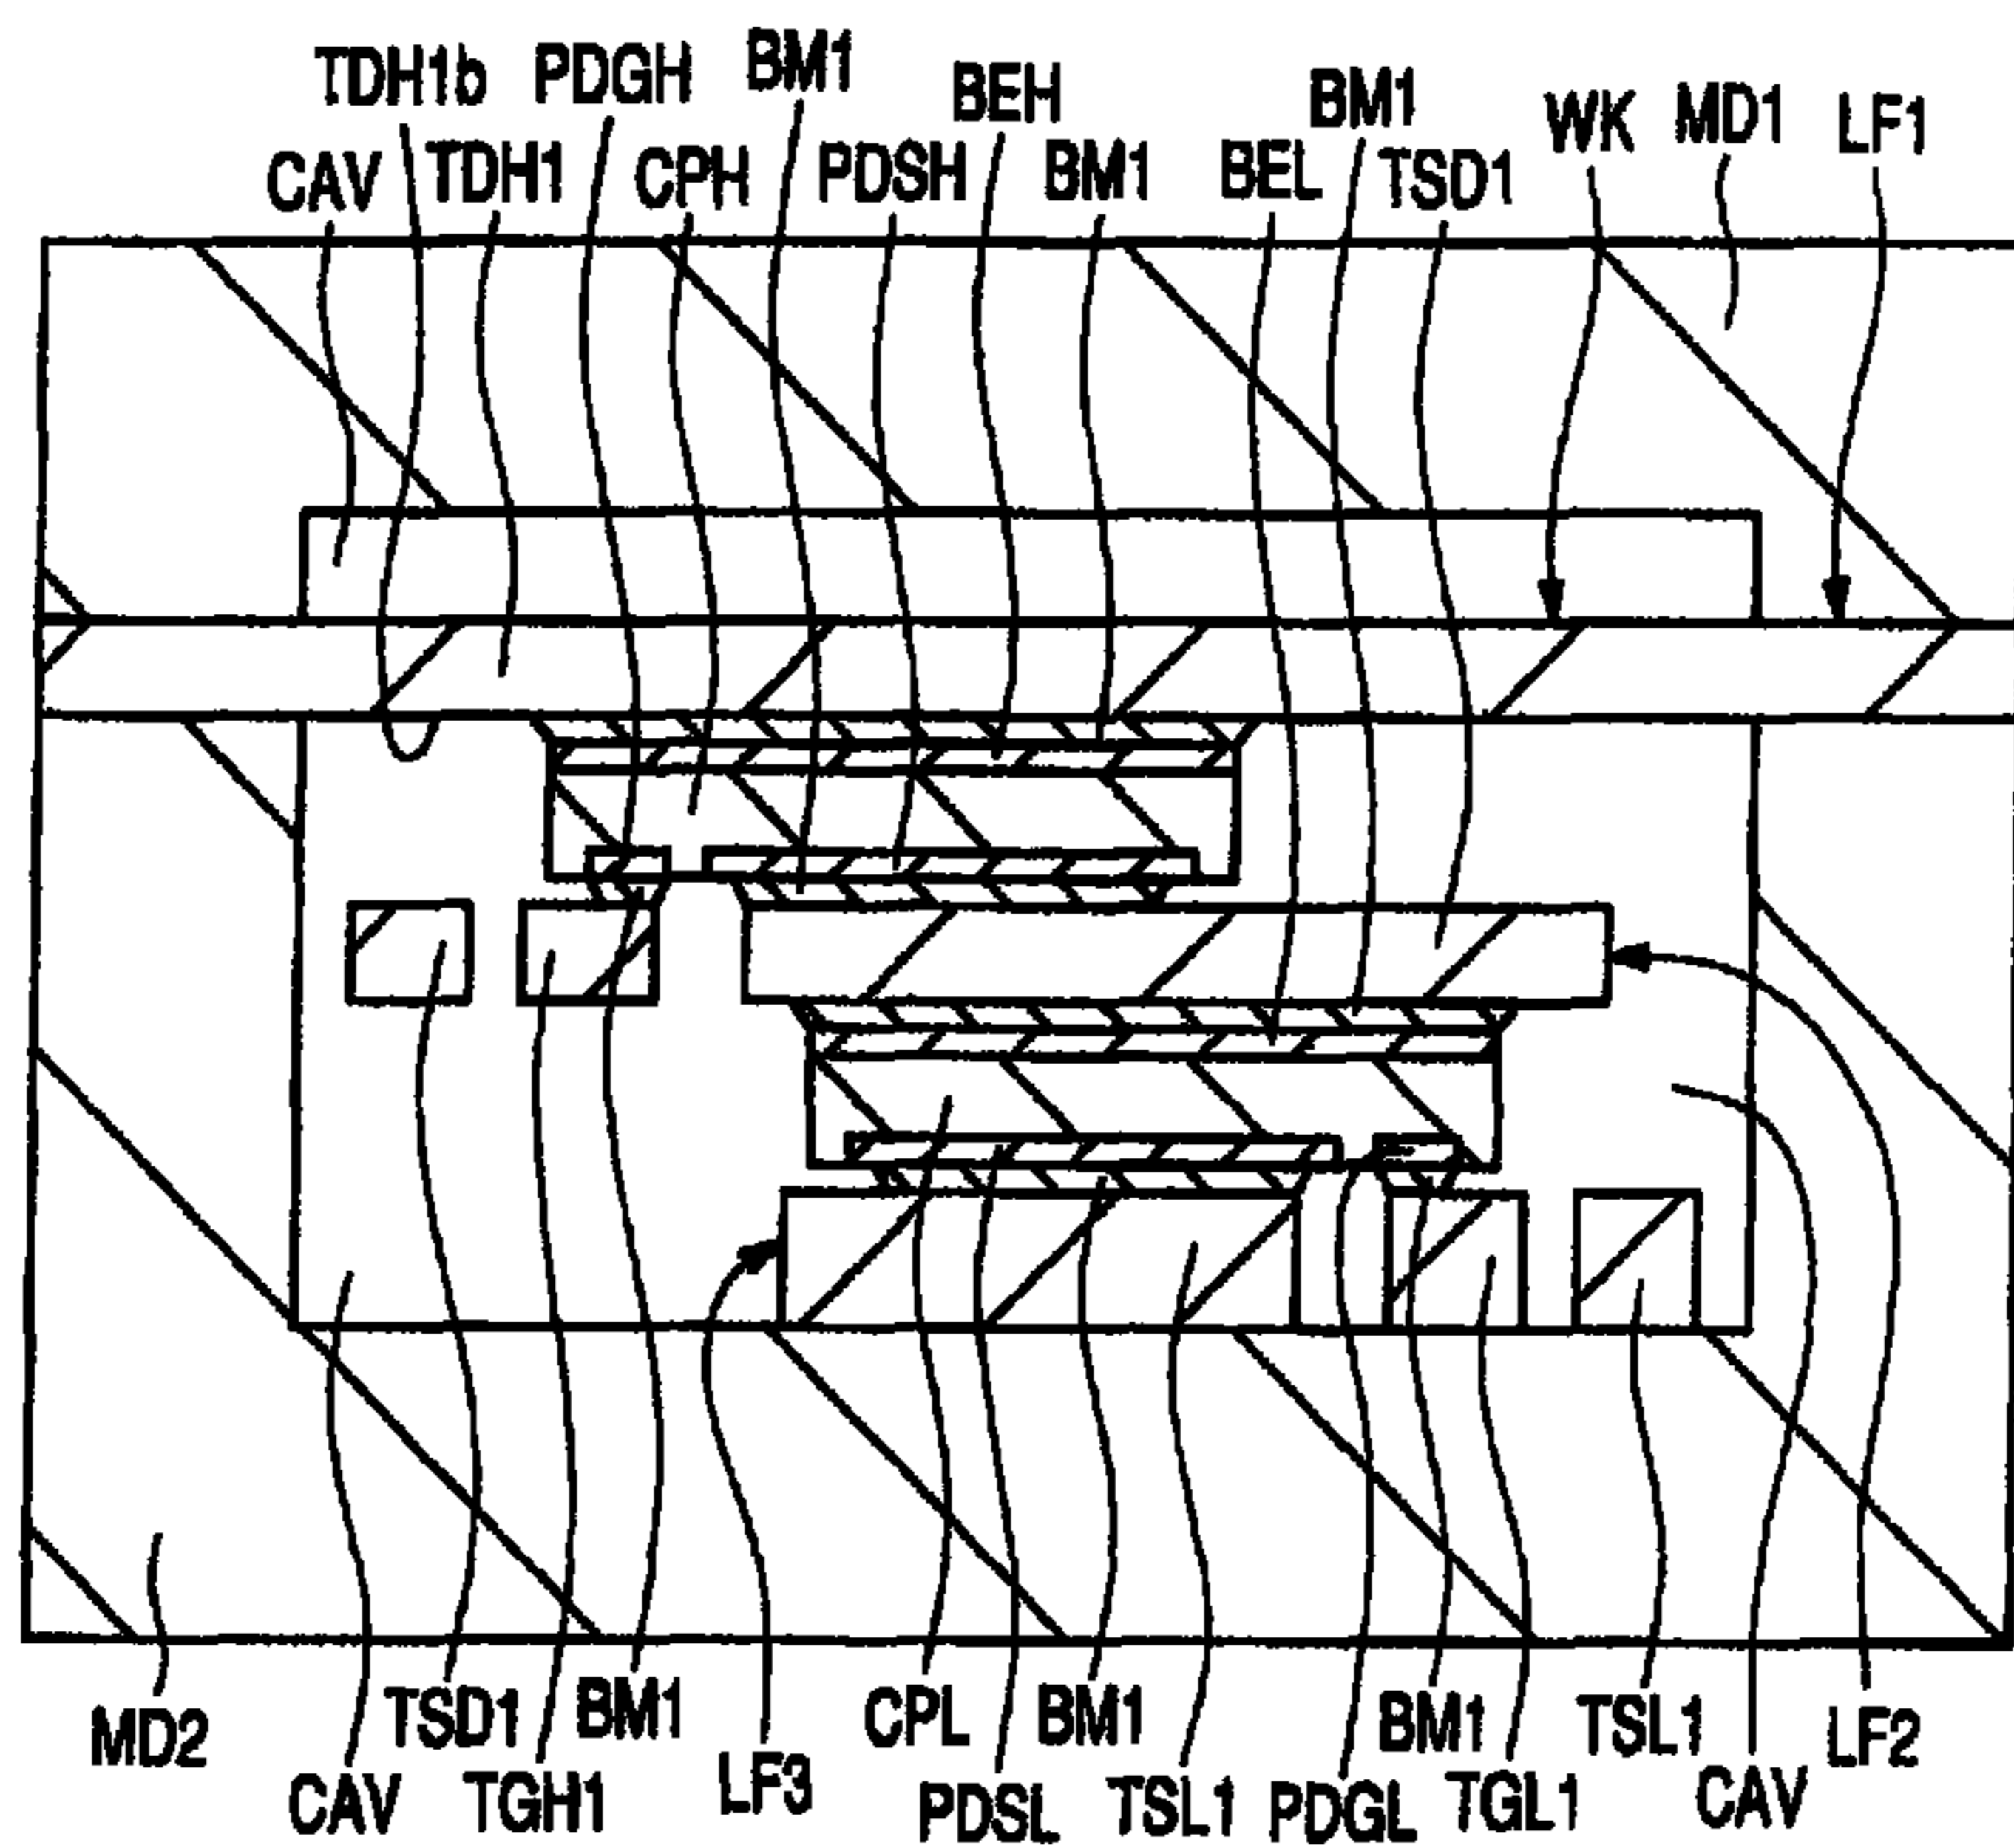 TDH1b PDGH BM1 BEH BM1 WK MD1 LF1
CAV TDH1 CPH PDSH BM1 BEL TSD1
MD2 TSD1 BM1 LF3 CPL BM1 BM1 TSL1 LF2
CAV TGH1 PDSL TSL1 PDGL TGL1 CAV